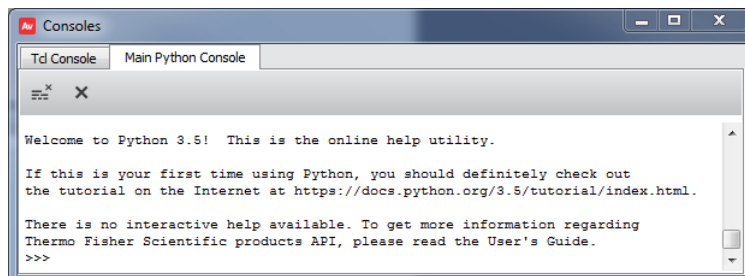 Av Consoles
Tcl Console Main Python Console
Welcome to Python 3.5!  This is the online help utility.
If this is your first time using Python, you should definitely check out
the tutorial on the Internet at https://docs.python.org/3.5/tutorial/index.html.
There is no interactive help available. To get more information regarding
Thermo Fisher Scientific products API, please read the User's Guide.
>>>